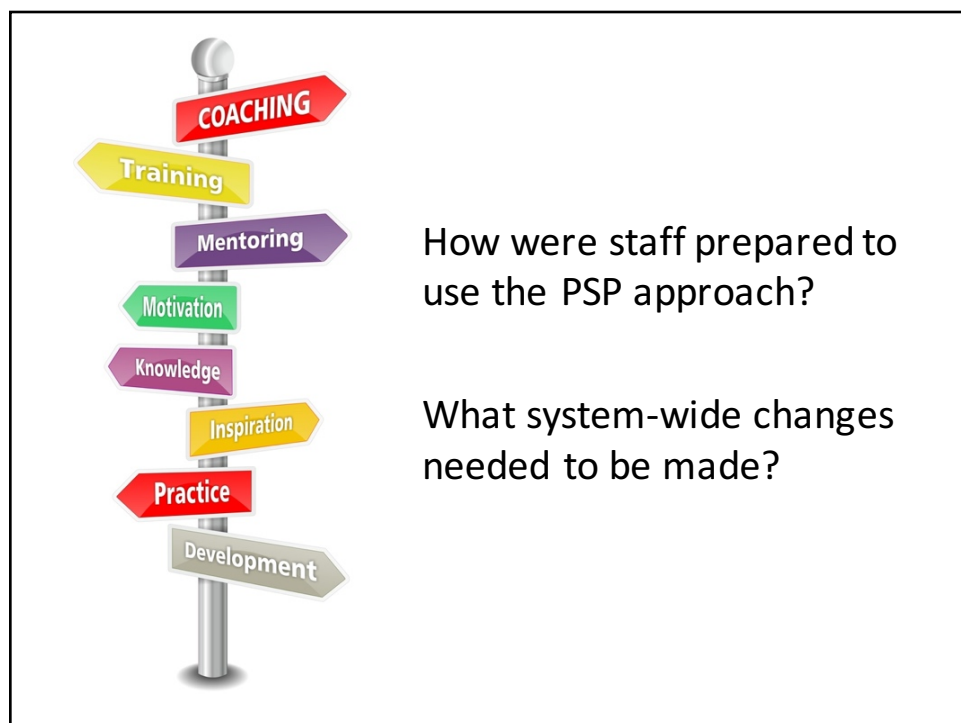 COACHING
Training
Mentoring
Motivation
Knowledge
Inspiration
Practice
Development
How were staff prepared to
use the PSP approach?
What system-wide changes
needed to be made?